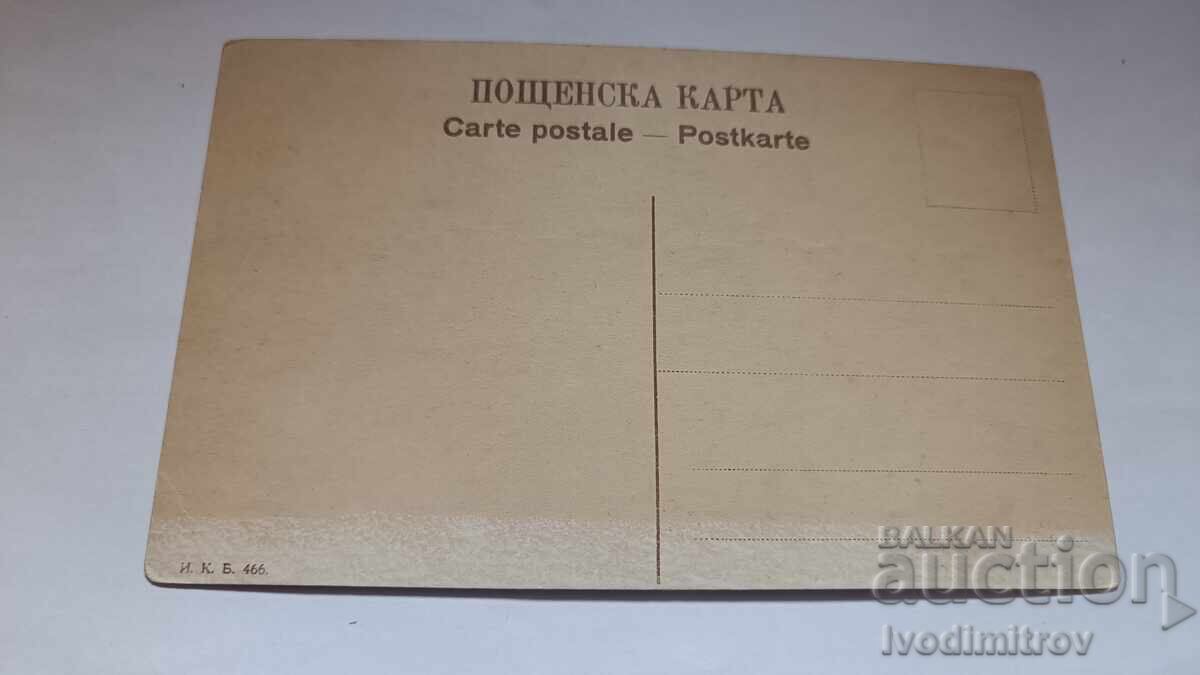 ПОЩЕНСКА КАРТА
Carte postale — Postkarte
И. К. Б. 466.
BALKAN
auction
Ivodimitrov